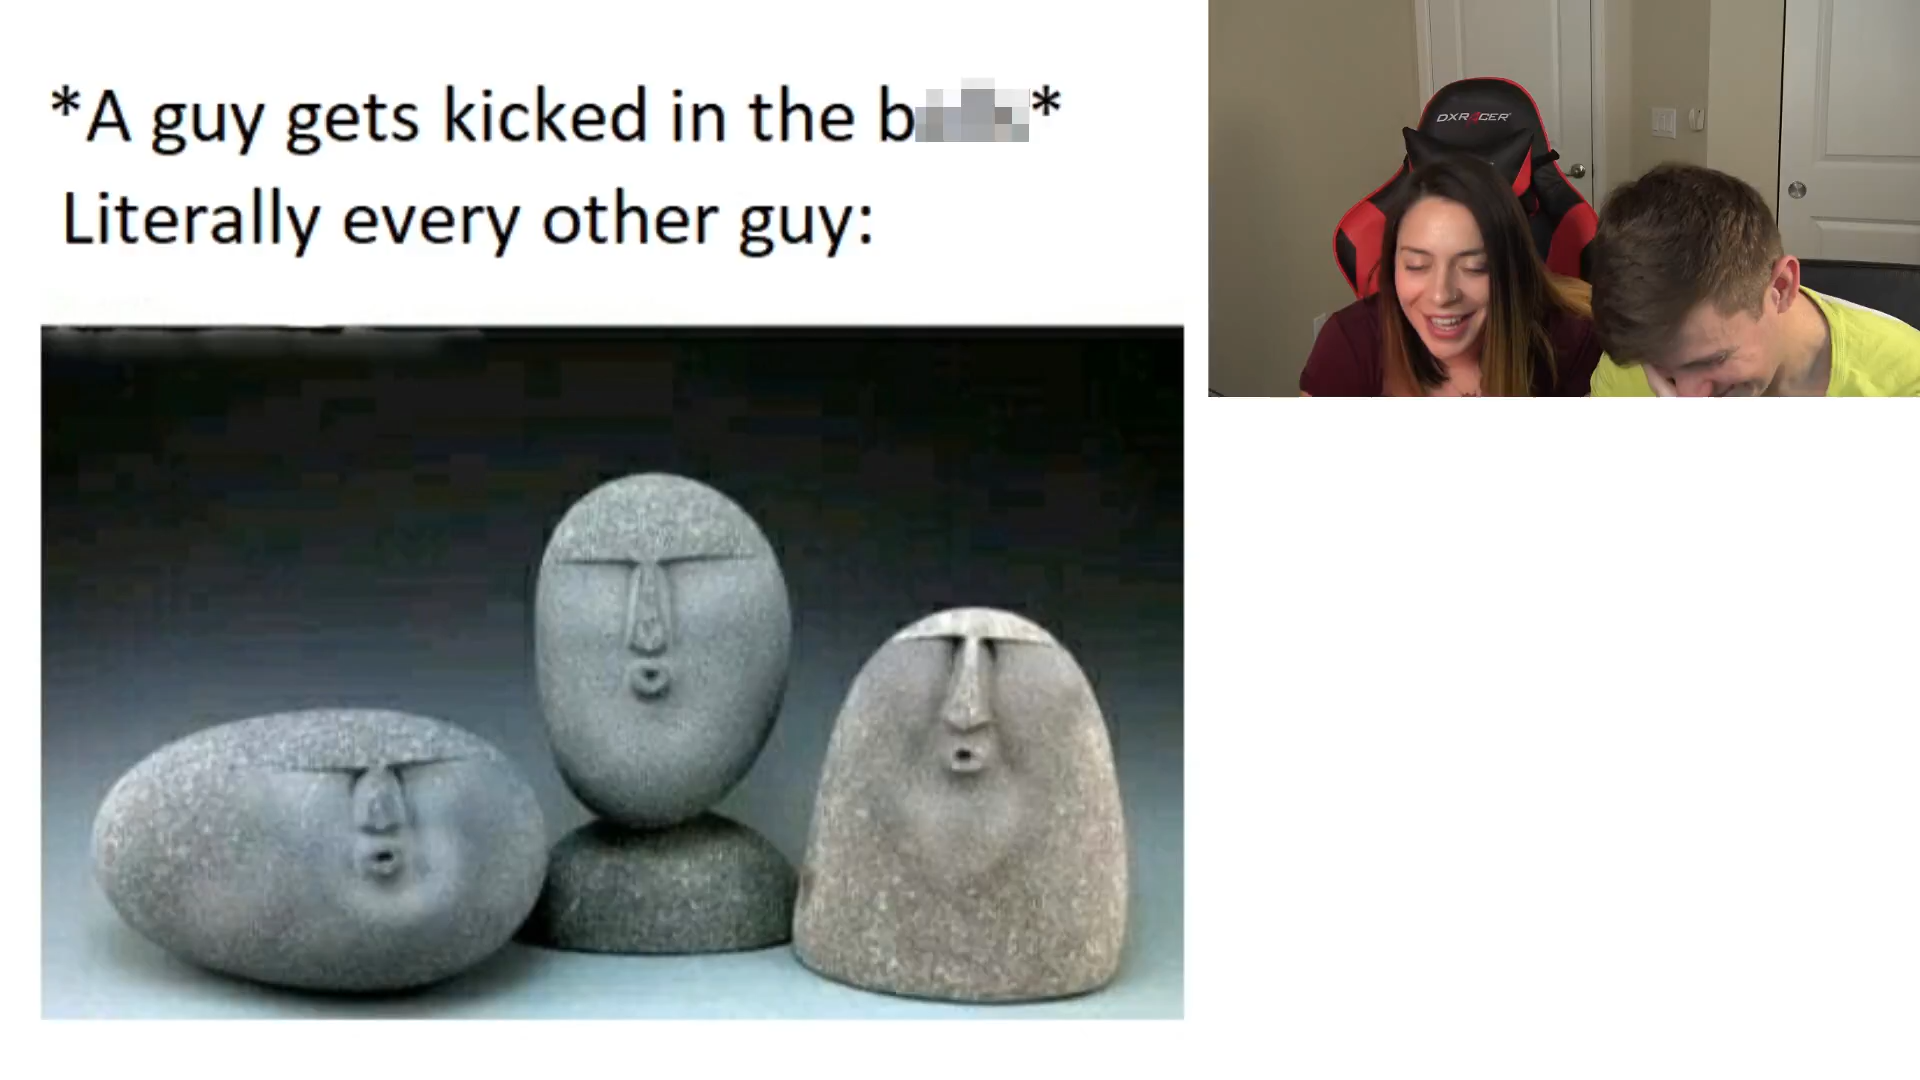 *A guy gets kicked in the b *
Literally every other guy:
DXRACER